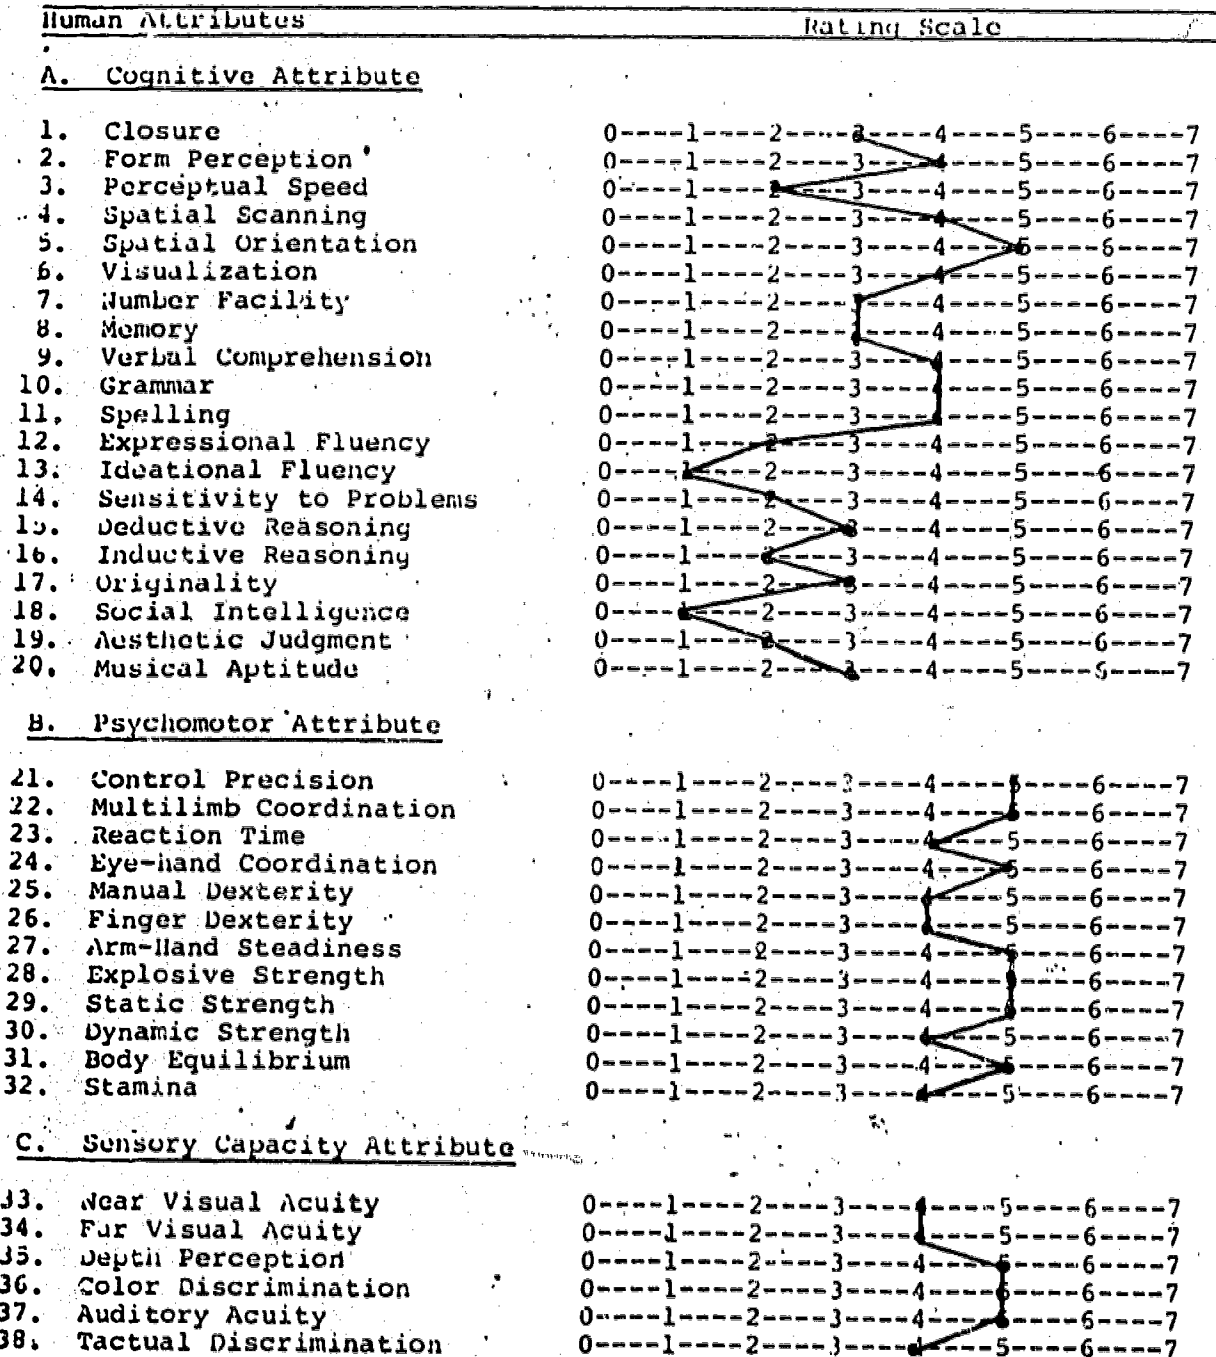 Human Attributes Rating Scale
A. Cognitive Attribute
1. Closure 0----1----2----3----4----5----6----7
2. Form Perception 0----1----2----3----4----5----6----7
3. Perceptual Speed 0----1----2----3----4----5----6----7
4. Spatial Scanning 0----1----2----3----4----5----6----7
5. Spatial Orientation 0----1----2----3----4----5----6----7
6. Visualization 0----1----2----3----4----5----6----7
7. Number Facility 0----1----2----3----4----5----6----7
8. Memory 0----1----2----3----4----5----6----7
9. Verbal Comprehension 0----1----2----3----4----5----6----7
10. Grammar 0----1----2----3----4----5----6----7
11. Spelling 0----1----2----3----4----5----6----7
12. Expressional Fluency 0----1----2----3----4----5----6----7
13. Ideational Fluency 0----1----2----3----4----5----6----7
14. Sensitivity to Problems 0----1----2----3----4----5----6----7
15. Deductive Reasoning 0----1----2----3----4----5----6----7
16. Inductive Reasoning 0----1----2----3----4----5----6----7
17. Originality 0----1----2----3----4----5----6----7
18. Social Intelligence 0----1----2----3----4----5----6----7
19. Aesthetic Judgment 0----1----2----3----4----5----6----7
20. Musical Aptitude 0----1----2----3----4----5----6----7
B. Psychomotor Attribute
21. Control Precision 0----1----2----3----4----5----6----7
22. Multilimb Coordination 0----1----2----3----4----5----6----7
23. Reaction Time 0----1----2----3----4----5----6----7
24. Eye-hand Coordination 0----1----2----3----4----5----6----7
25. Manual Dexterity 0----1----2----3----4----5----6----7
26. Finger Dexterity 0----1----2----3----4----5----6----7
27. Arm-Hand Steadiness 0----1----2----3----4----5----6----7
28. Explosive Strength 0----1----2----3----4----5----6----7
29. Static Strength 0----1----2----3----4----5----6----7
30. Dynamic Strength 0----1----2----3----4----5----6----7
31. Body Equilibrium 0----1----2----3----4----5----6----7
32. Stamina 0----1----2----3----4----5----6----7
C. Sensory Capacity Attribute
33. Near Visual Acuity 0----1----2----3----4----5----6----7
34. Far Visual Acuity 0----1----2----3----4----5----6----7
35. Depth Perception 0----1----2----3----4----5----6----7
36. Color Discrimination 0----1----2----3----4----5----6----7
37. Auditory Acuity 0----1----2----3----4----5----6----7
38. Tactual Discrimination 0----1----2----3----4----5----6----7